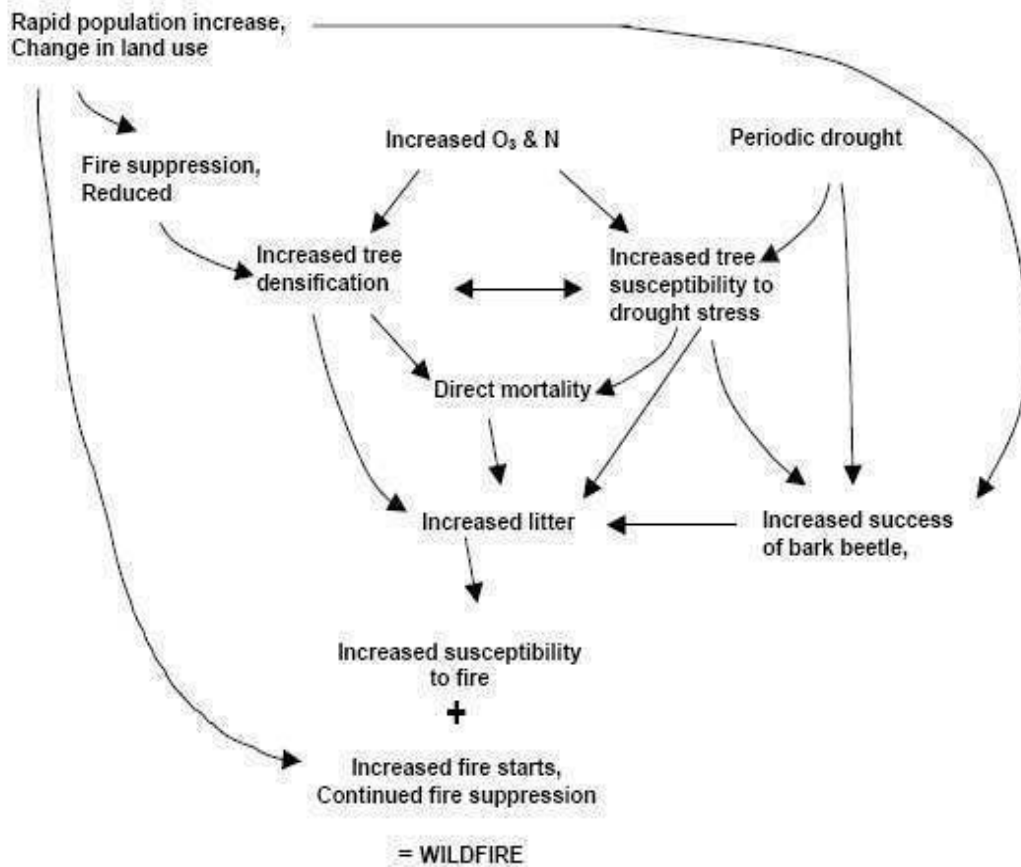 Rapid population increase,
Change in land use
Increased O₃ & N
Periodic drought
Fire suppression,
Reduced
Increased tree
densification
Increased tree
susceptibility to
drought stress
Direct mortality
Increased litter
Increased success
of bark beetle,
Increased susceptibility
to fire
+
Increased fire starts,
Continued fire suppression
= WILDFIRE